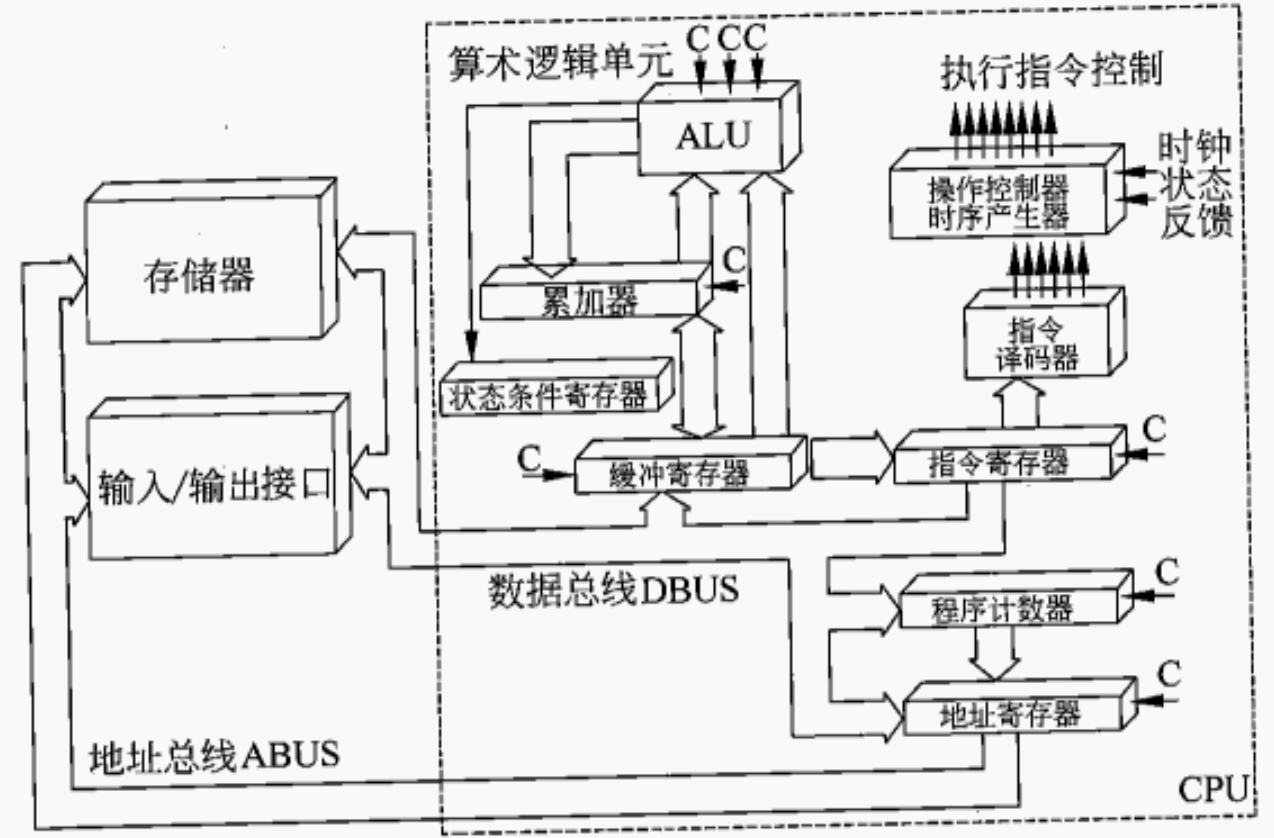 C CC
算术逻辑单元
执行指令控制
ALU
时钟
状态
反馈
操作控制器
时序产生器
存储器
C
累加器
指令
译码器
状态条件寄存器
C
缓冲寄存器
指令寄存器
C
输入/输出接口
数据总线DBUS
程序计数器
C
地址寄存器
C
地址总线ABUS
CPU